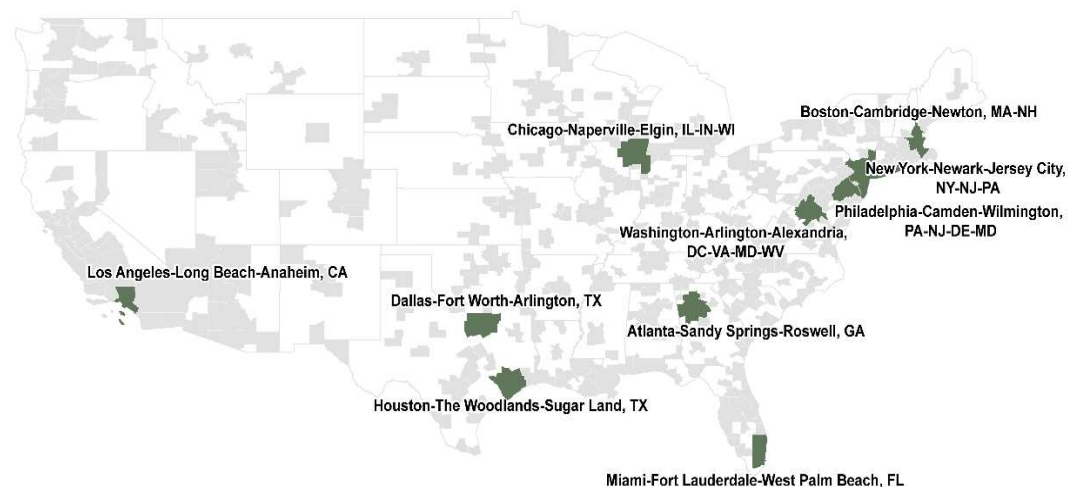 Boston-Cambridge-Newton, MA-NH
Chicago-Naperville-Elgin, IL-IN-WI
New York-Newark-Jersey City,
NY-NJ-PA
Philadelphia-Camden-Wilmington,
PA-NJ-DE-MD
Washington-Arlington-Alexandria,
DC-VA-MD-WV
Los Angeles-Long Beach-Anaheim, CA
Dallas-Fort Worth-Arlington, TX
Atlanta-Sandy Springs-Roswell, GA
Houston-The Woodlands-Sugar Land, TX
Miami-Fort Lauderdale-West Palm Beach, FL